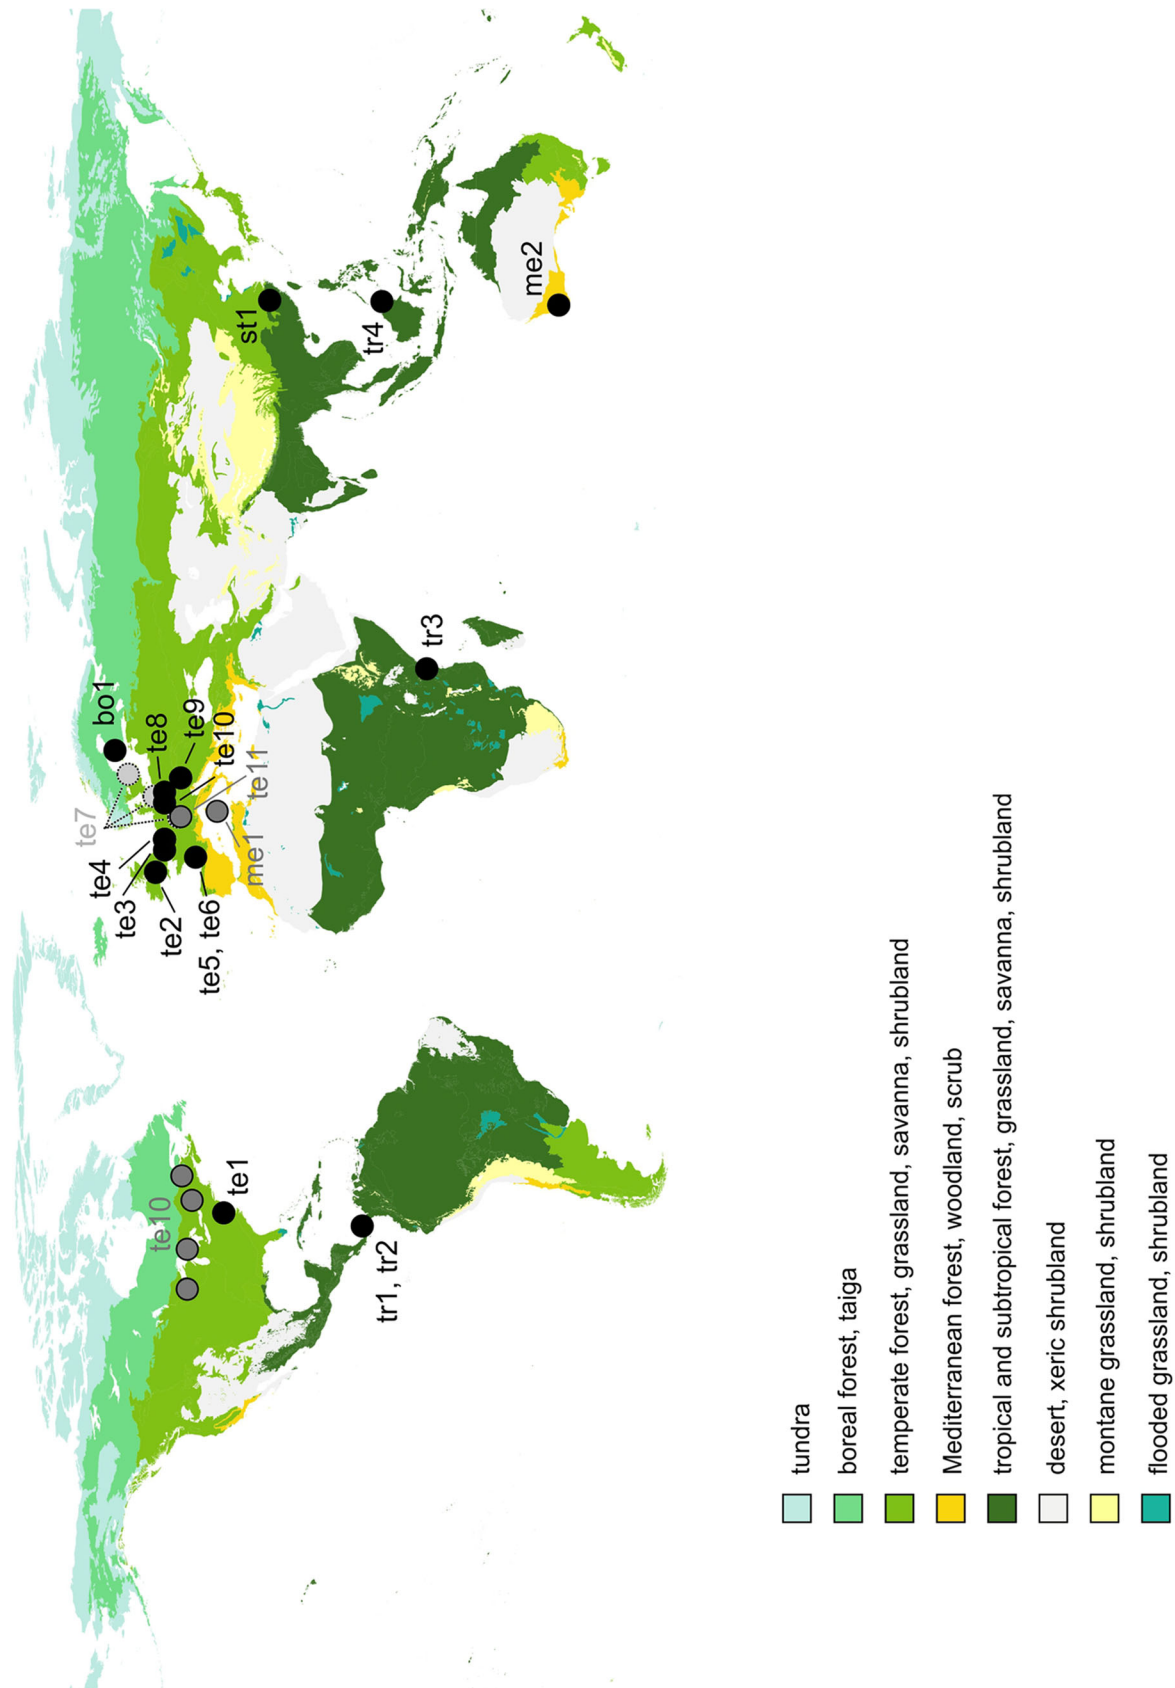 te10
te1
tr1, tr2
te7
te4
te3
te2
te5, te6
bo1
te8
te9
te10
te11
me1
tr3
st1
tr4
me2
tundra
boreal forest, taiga
temperate forest, grassland, savanna, shrubland
Mediterranean forest, woodland, scrub
tropical and subtropical forest, grassland, savanna, shrubland
desert, xeric shrubland
montane grassland, shrubland
flooded grassland, shrubland